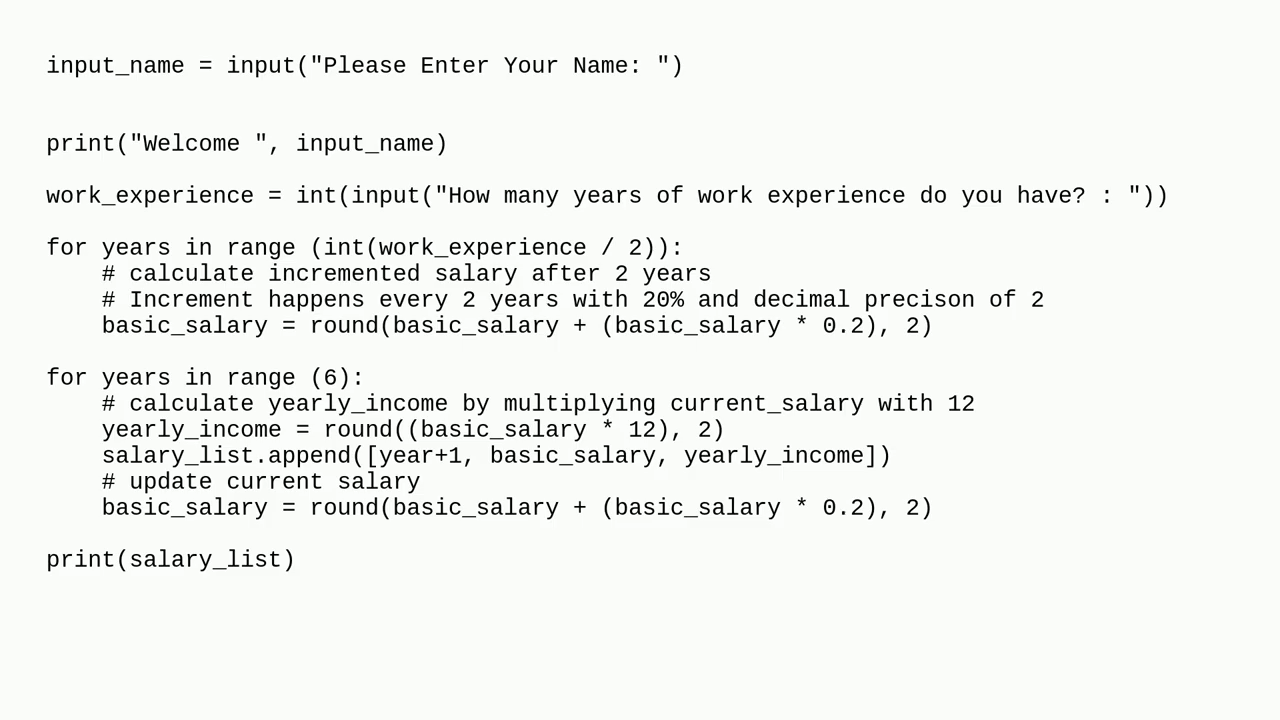 input_name = input("Please Enter Your Name: ")
print("Welcome ", input_name)
work_experience = int(input("How many years of work experience do you have? : "))
for years in range (int(work_experience / 2)):
    # calculate incremented salary after 2 years
    # Increment happens every 2 years with 20% and decimal precison of 2
    basic_salary = round(basic_salary + (basic_salary * 0.2), 2)
for years in range (6):
    # calculate yearly_income by multiplying current_salary with 12
    yearly_income = round((basic_salary * 12), 2)
    salary_list.append([year+1, basic_salary, yearly_income])
    # update current salary
    basic_salary = round(basic_salary + (basic_salary * 0.2), 2)
print(salary_list)